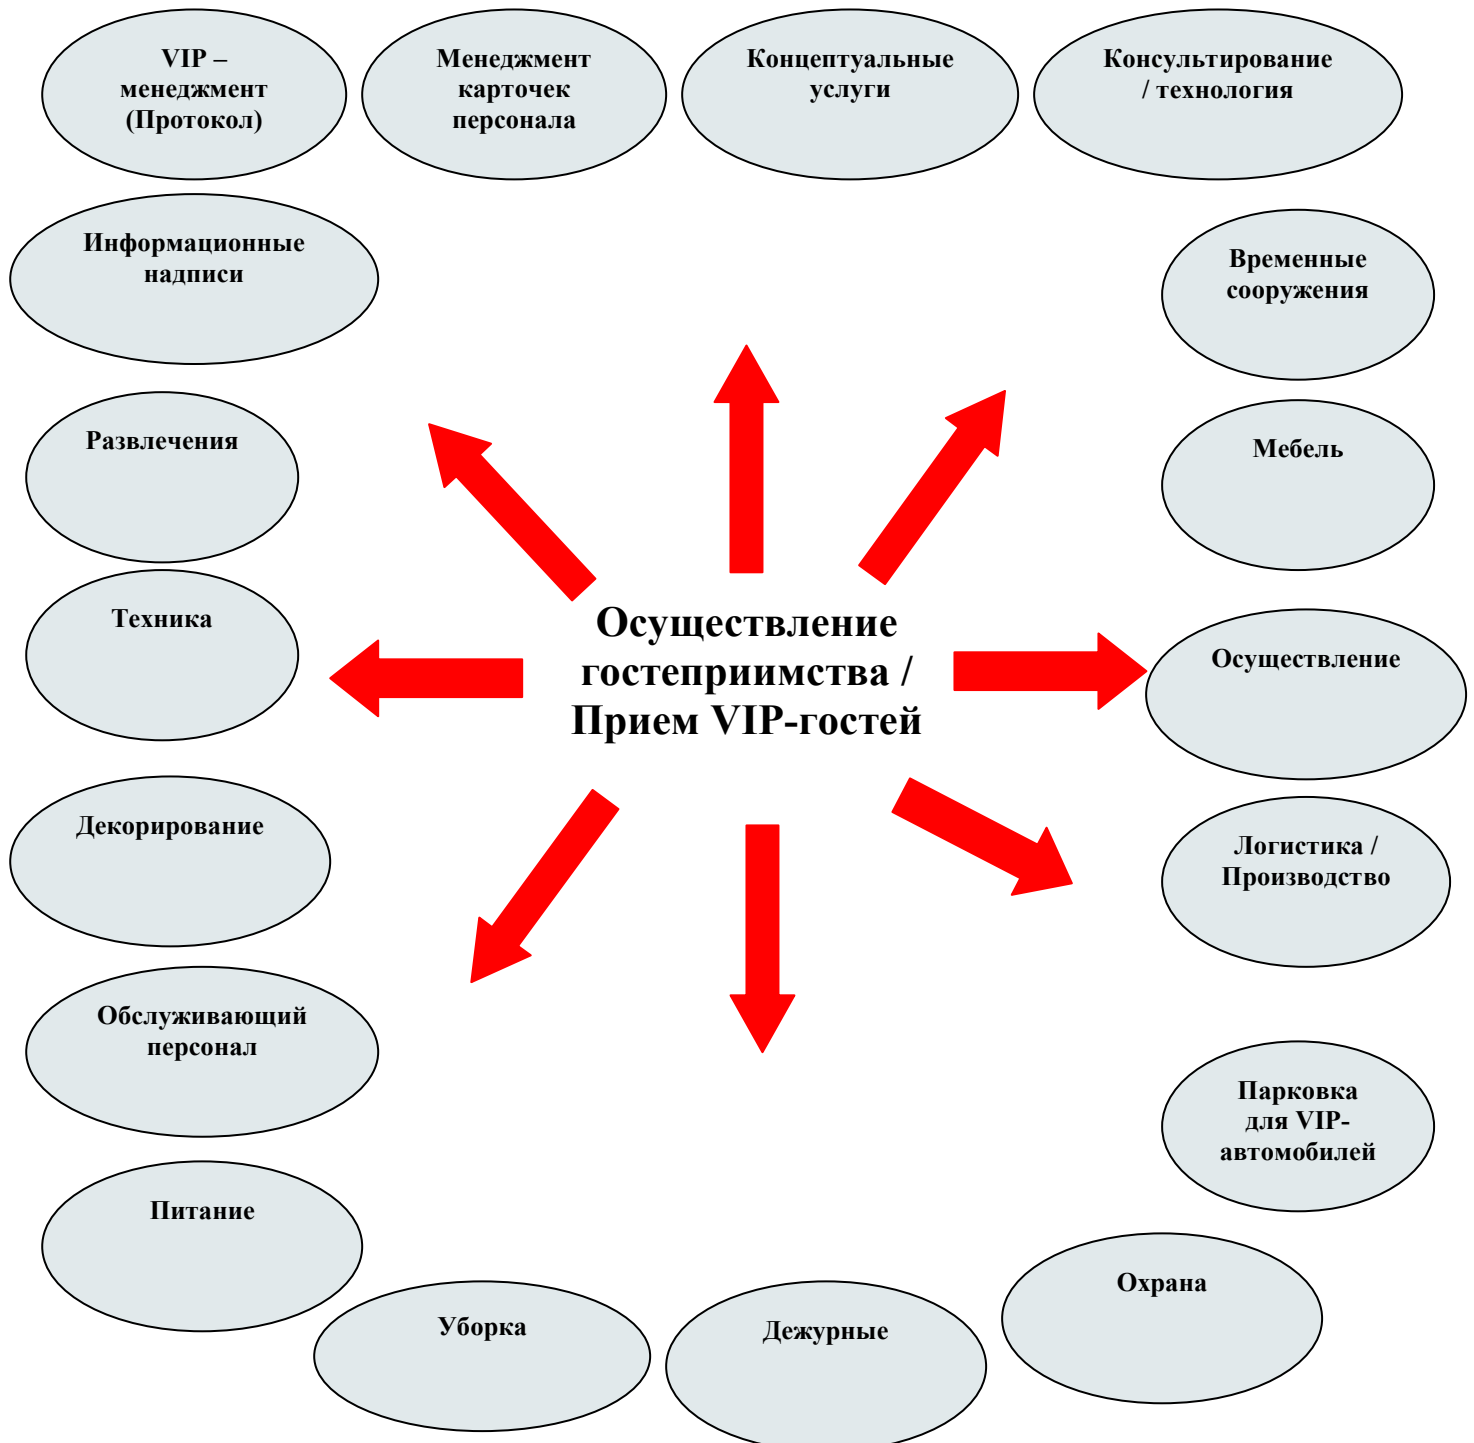 VIP –
менеджмент
(Протокол)
Менеджмент
карточек
персонала
Концептуальные
услуги
Консультирование
/ технология
Информационные
надписи
Временные
сооружения
Развлечения
Мебель
Техника
Осуществление
гостеприимства /
Прием VIP-гостей
Осуществление
Декорирование
Логистика /
Производство
Обслуживающий
персонал
Парковка
для VIP-
автомобилей
Питание
Охрана
Уборка
Дежурные